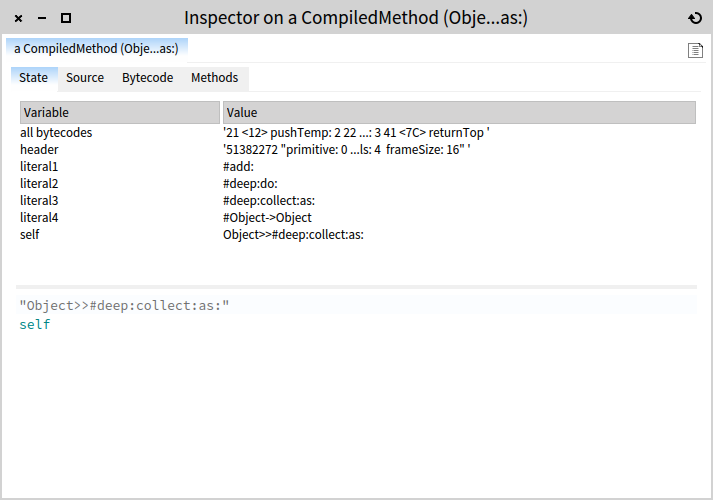 Inspector on a CompiledMethod (Obje...as:)
a CompiledMethod (Obje...as:)
State Source Bytecode Methods
Variable Value
all bytecodes '21 <12> pushTemp: 2 22 ...: 3 41 <7C> returnTop '
header '51382272 "primitive: 0 ...ls: 4  frameSize: 16" '
literal1 #add:
literal2 #deep:do:
literal3 #deep:collect:as:
literal4 #Object->Object
self Object>>#deep:collect:as:
"Object>>#deep:collect:as:"
self